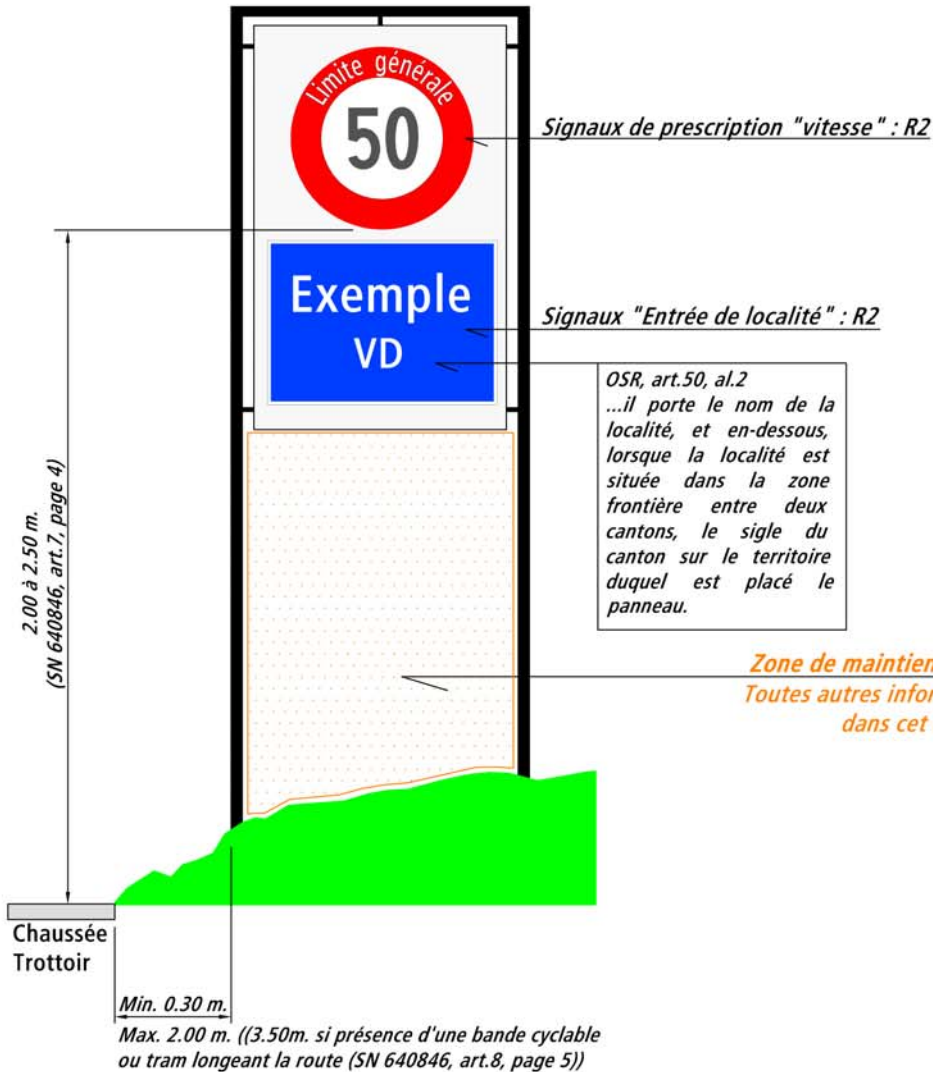 Limite générale
50
Signaux de prescription "vitesse" : R2
Exemple
VD
Signaux "Entrée de localité" : R2
OSR, art.50, al.2
...il porte le nom de la
localité, et en-dessous,
lorsque la localité est
située dans la zone
frontière entre deux
cantons, le sigle du
canton sur le territoire
duquel est placé le
panneau.
2.00 à 2.50 m.
(SN 640846, art.7, page 4)
Zone de maintien
Toutes autres infor
dans cet
Chaussée
Trottoir
Min. 0.30 m.
Max. 2.00 m. ((3.50m. si présence d'une bande cyclable
ou tram longeant la route (SN 640846, art.8, page 5))